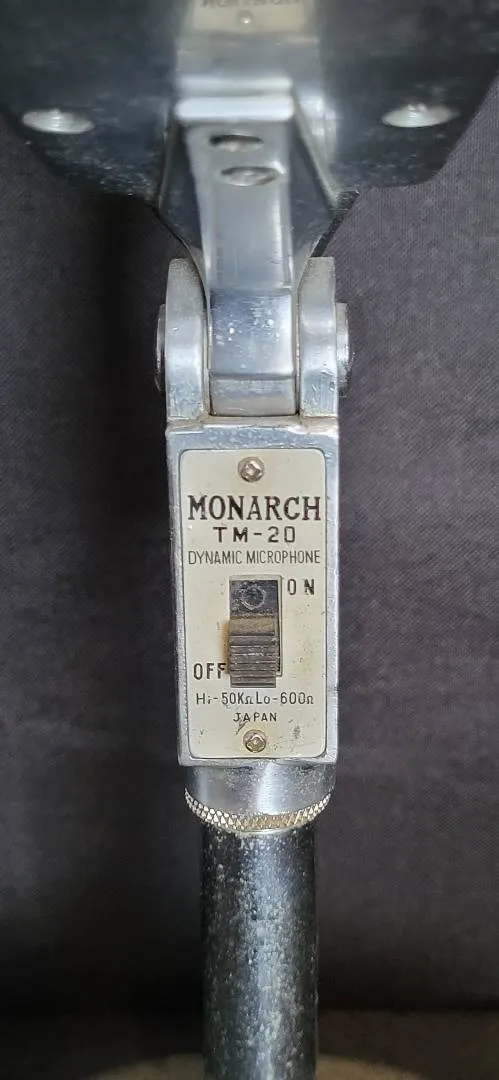 MONARCH
TM-20
DYNAMIC MICROPHONE
ON
OFF
Hi-50KΩ Lo-600Ω
JAPAN